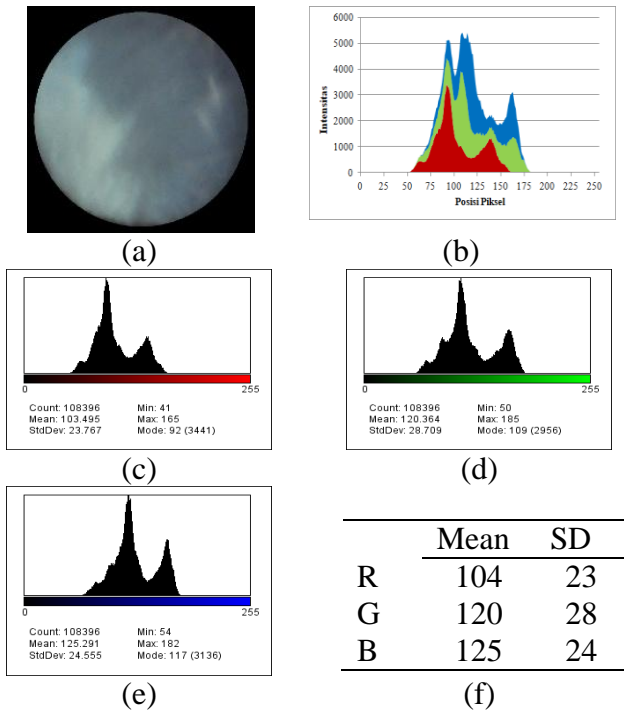 6000
5000
4000
3000
2000
1000
0
Intensitas
0 25 50 75 100 125 150 175 200 225 250
Posisi Piksel
(a)
(b)
0 255
Count: 108396 Min: 41
Mean: 103.495 Max: 165
StdDev: 23.767 Mode: 92 (3441)
(c)
0 255
Count: 108396 Min: 50
Mean: 120.364 Max: 185
StdDev: 28.709 Mode: 109 (2956)
(d)
0 255
Count: 108396 Min: 54
Mean: 125.291 Max: 182
StdDev: 24.555 Mode: 117 (3136)
(e)
Mean SD
R 104 23
G 120 28
B 125 24
(f)